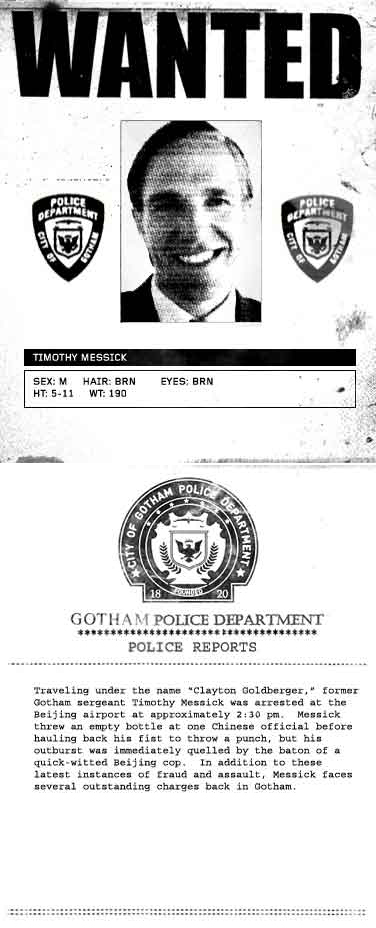 WANTED
POLICE
DEPARTMENT
CITY OF GOTHAM
POLICE
DEPARTMENT
CITY OF GOTHAM
TIMOTHY MESSICK
SEX: M HAIR: BRN EYES: BRN
HT: 5-11 WT: 190
CITY OF GOTHAM POLICE DEPARTMENT
FOUNDED
18 20
GOTHAM POLICE DEPARTMENT
************************************
POLICE REPORTS
Traveling under the name "Clayton Goldberger," former
Gotham sergeant Timothy Messick was arrested at the
Beijing airport at approximately 2:30 pm. Messick
threw an empty bottle at one Chinese official before
hauling back his fist to throw a punch, but his
outburst was immediately quelled by the baton of a
quick-witted Beijing cop. In addition to these
latest instances of fraud and assault, Messick faces
several outstanding charges back in Gotham.